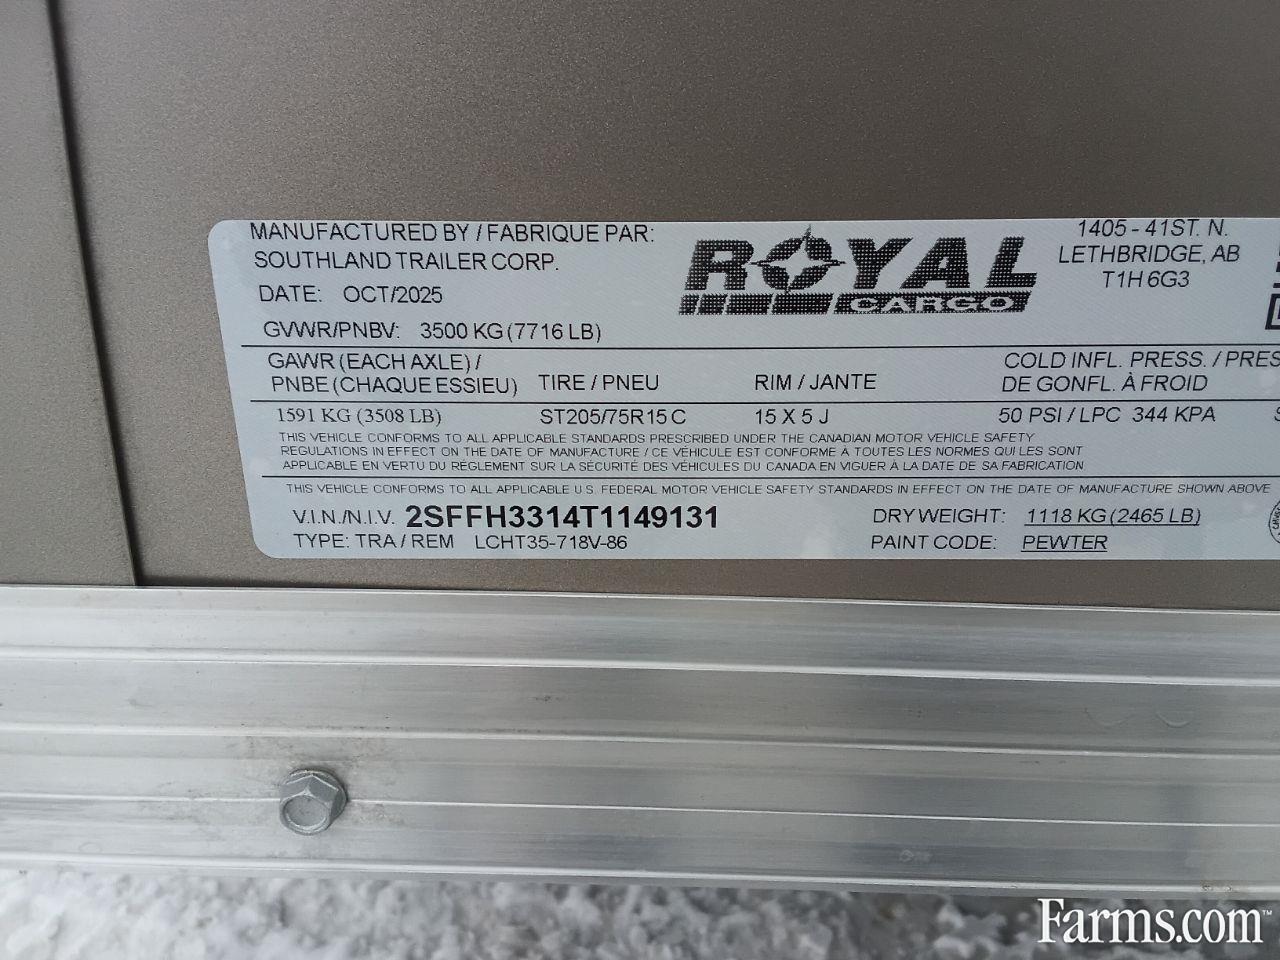 MANUFACTURED BY / FABRIQUE PAR:
SOUTHLAND TRAILER CORP.
DATE: OCT/2025
GVWR/PNBV: 3500 KG (7716 LB)
ROYAL
CARGO
1405 - 41ST. N.
LETHBRIDGE, AB
T1H 6G3
GAWR (EACH AXLE) /
PNBE (CHAQUE ESSIEU) TIRE / PNEU RIM / JANTE
COLD INFL. PRESS. /
DE GONFL. À FROID
1591 KG (3508 LB) ST205/75R15 C 15 X 5 J 50 PSI / LPC 344 KPA
THIS VEHICLE CONFORMS TO ALL APPLICABLE STANDARDS PRESCRIBED UNDER THE CANADIAN MOTOR VEHICLE SAFETY
REGULATIONS IN EFFECT ON THE DATE OF MANUFACTURE / CE VÉHICULE EST CONFORME À TOUTES LES NORMES QUI LES SONT
APPLICABLE EN VERTU DU RÉGLEMENT SUR LA SÉCURITÉ DES VÉHICULES DU CANADA EN VIGUER À LA DATE DE SA FABRICATION
THIS VEHICLE CONFORMS TO ALL APPLICABLE U.S. FEDERAL MOTOR VEHICLE SAFETY STANDARDS IN EFFECT ON THE DATE OF MANUFACTURE SHOWN ABOVE
V.I.N./N.I.V. 2SFFH3314T1149131 DRY WEIGHT: 1118 KG (2465 LB)
TYPE: TRA / REM LCHT35-718V-86 PAINT CODE: PEWTER
Farms.com™